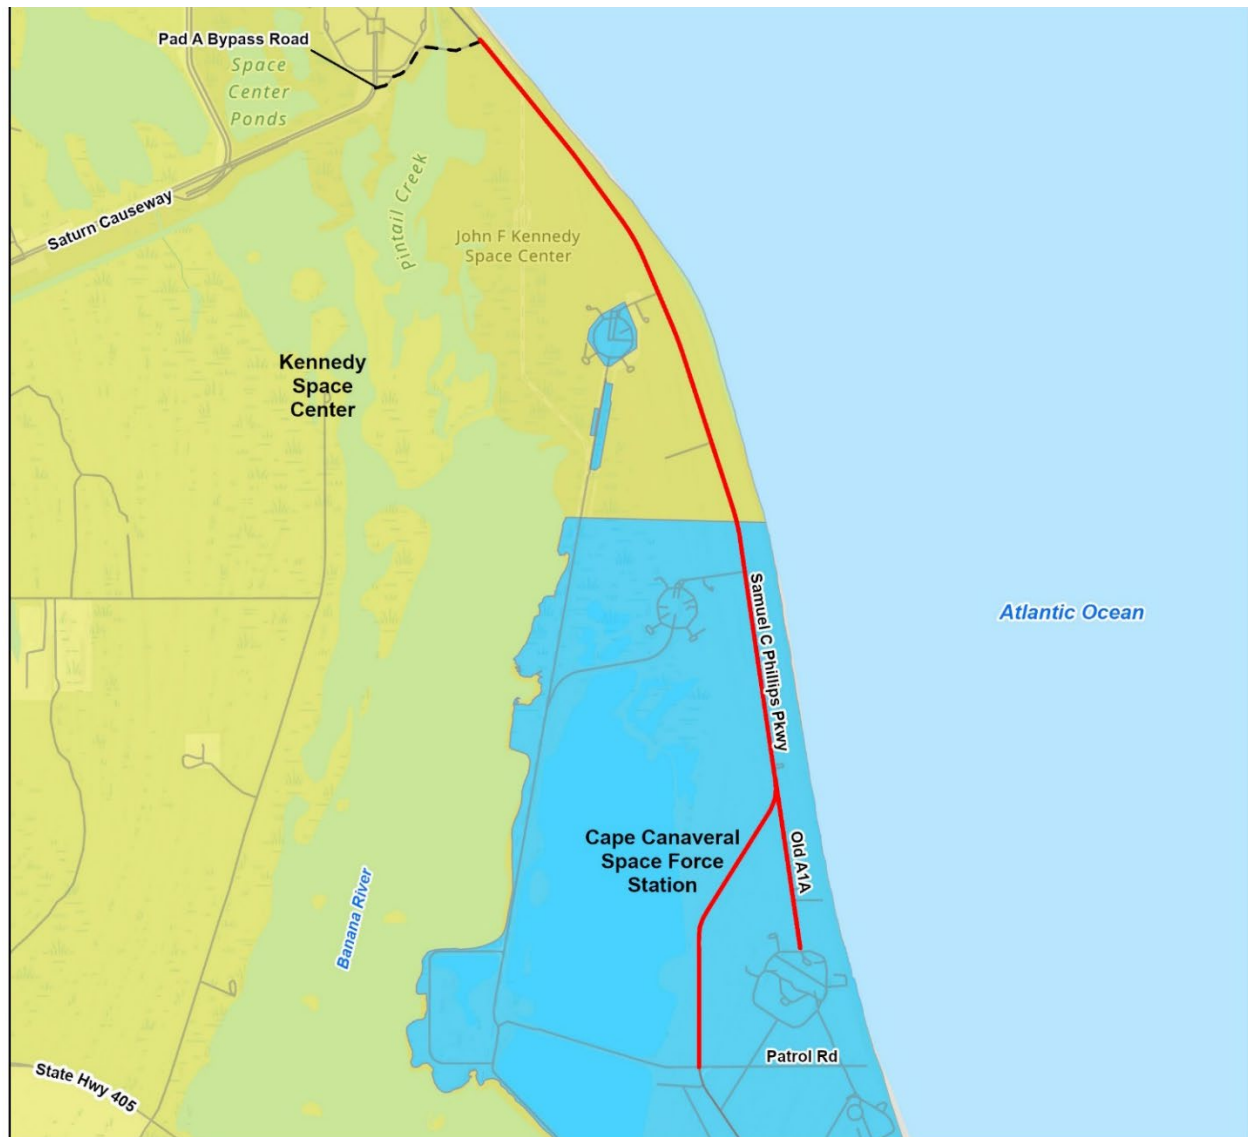 Pad A Bypass Road
Space
Center
Ponds
Saturn Causeway
Pintail Creek
John F Kennedy
Space Center
Kennedy
Space
Center
Samuel C Phillips Pkwy
Atlantic Ocean
Cape Canaveral
Space Force
Station
Old A1A
Banana River
Patrol Rd
State Hwy 405